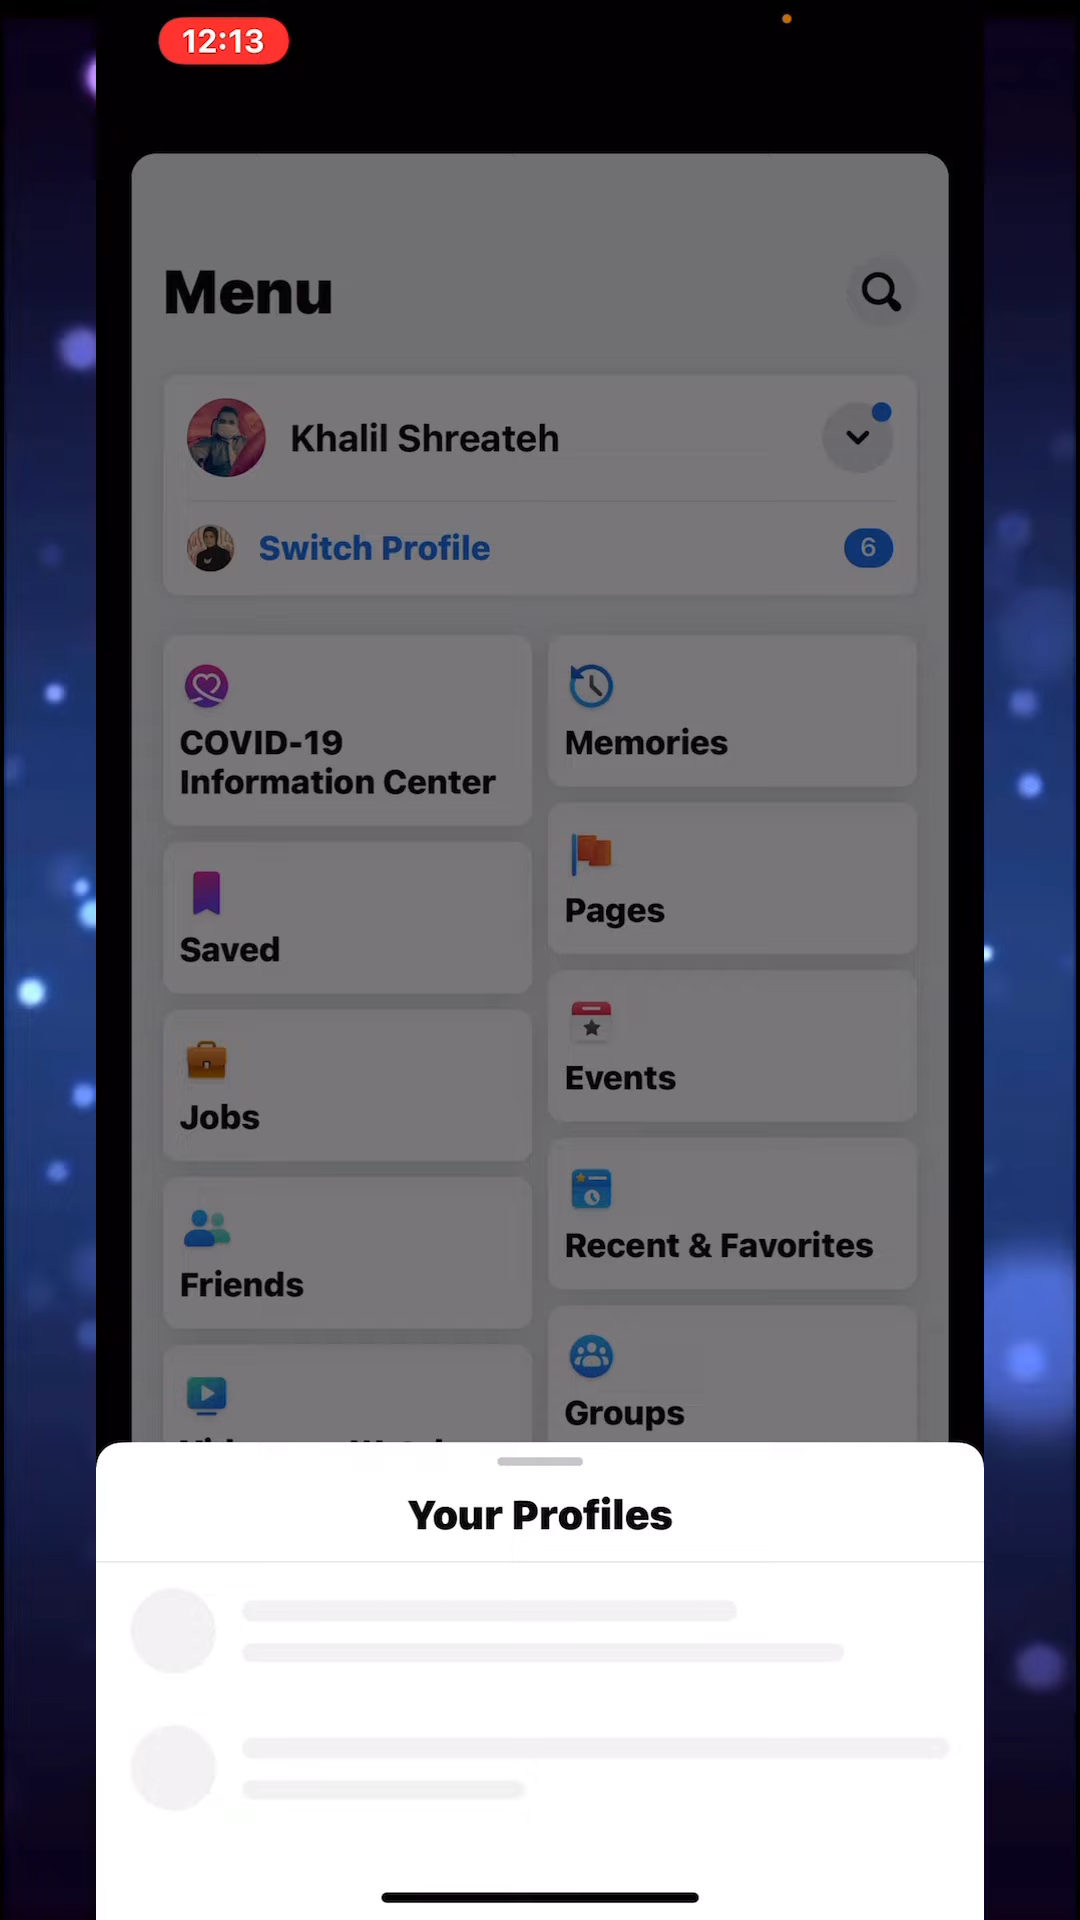 12:13
Menu
Khalil Shreateh
Switch Profile
6
COVID-19
Information Center
Memories
Saved
Pages
Jobs
Events
Friends
Recent & Favorites
Groups
Your Profiles